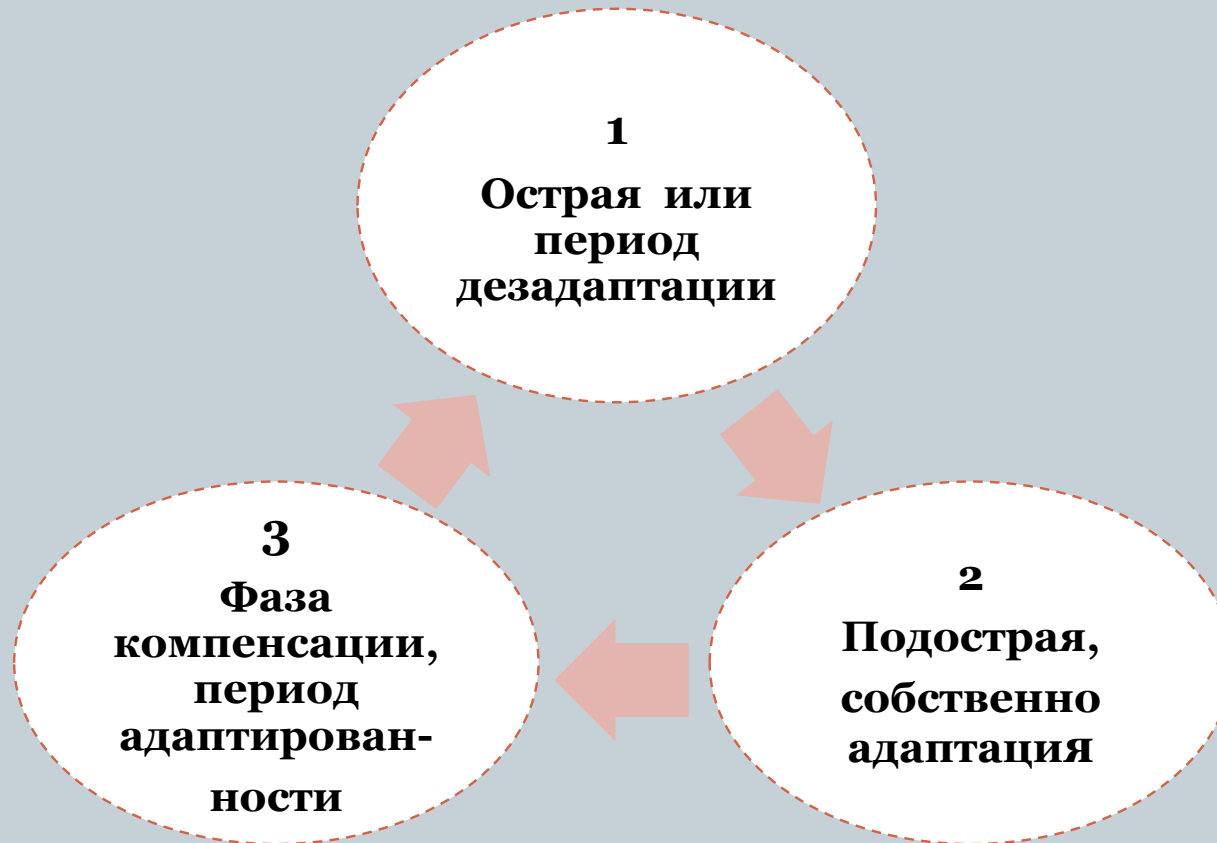 1
Острая или
период
дезадаптации
2
Подострая,
собственно
адаптация
3
Фаза
компенсации,
период
адаптирован-
ности